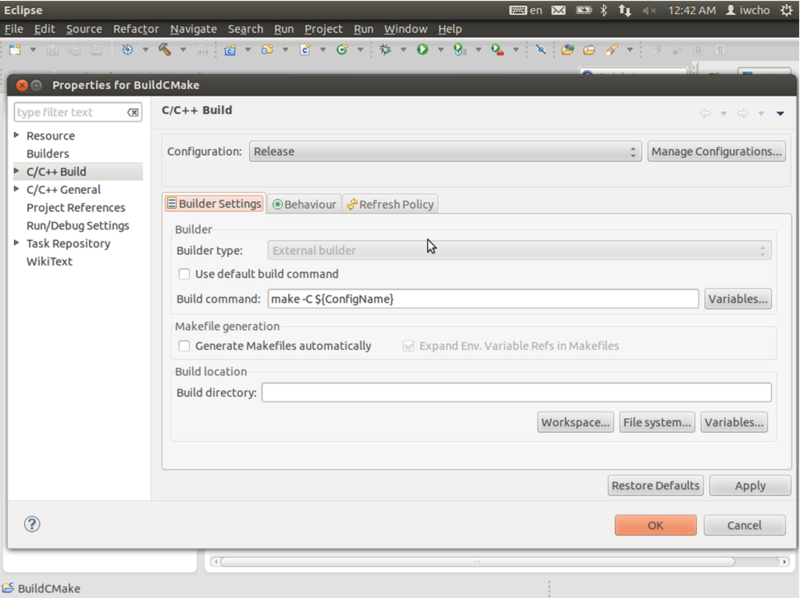 Eclipse en 12:42 AM iwcho
File Edit Source Refactor Navigate Search Run Project Run Window Help
Properties for BuildCMake
type filter text
Resource
Builders
C/C++ Build
C/C++ General
Project References
Run/Debug Settings
Task Repository
WikiText
C/C++ Build
Configuration: Release Manage Configurations...
Builder Settings Behaviour Refresh Policy
Builder
Builder type: External builder
Use default build command
Build command: make -C ${ConfigName} Variables...
Makefile generation
Generate Makefiles automatically Expand Env. Variable Refs in Makefiles
Build location
Build directory:
Workspace... File system... Variables...
Restore Defaults Apply
OK Cancel
BuildCMake